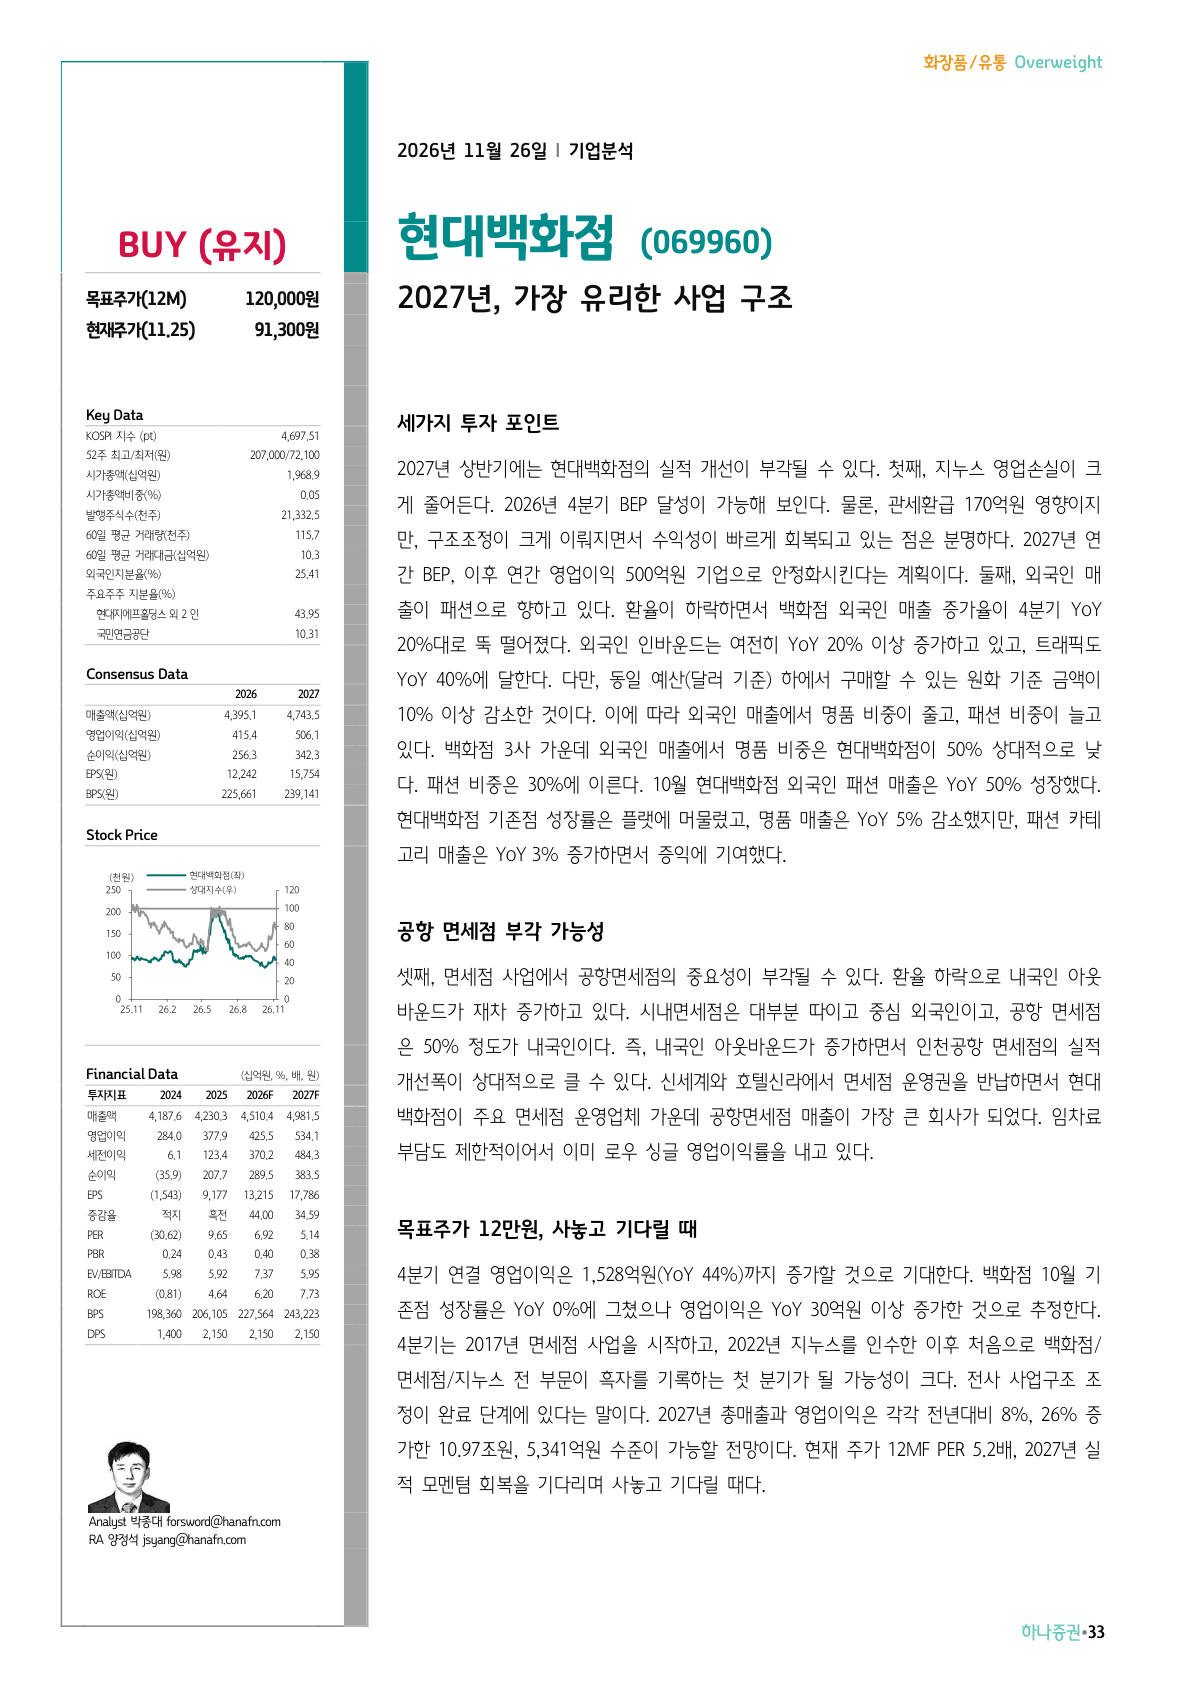 화장품/유통 Overweight
2026년 11월 26일 | 기업분석
BUY (유지)
목표주가(12M) 120,000원
현재주가(11.25) 91,300원
현대백화점 (069960)
2027년, 가장 유리한 사업 구조
Key Data
KOSPI 지수 (pt) 4,697.51
52주 최고/최저(원) 207,000/72,100
시가총액(십억원) 1,968.9
시가총액비중(%) 0.05
발행주식수(천주) 21,332.5
60일 평균 거래량(천주) 115.7
60일 평균 거래대금(십억원) 10.3
외국인지분율(%) 25.41
주요주주 지분율(%)
현대지에프홀딩스 외 2 인 43.95
국민연금공단 10.31
Consensus Data
2026 2027
매출액(십억원) 4,395.1 4,743.5
영업이익(십억원) 415.4 506.1
순이익(십억원) 256.3 342.3
EPS(원) 12,242 15,754
BPS(원) 225,661 239,141
Stock Price
(천원)
현대백화점(좌)
상대지수(우)
250 120
200 100
150 80
100 60
50 40
0 20
0
25.11 26.2 26.5 26.8 26.11
Financial Data (십억원, %, 배, 원)
투자지표 2024 2025 2026F 2027F
매출액 4,187.6 4,230.3 4,510.4 4,981.5
영업이익 284.0 377.9 425.5 534.1
세전이익 6.1 123.4 370.2 484.3
순이익 (35.9) 207.7 289.5 383.5
EPS (1,543) 9,177 13,215 17,786
증감율 적지 흑전 44.00 34.59
PER (30.62) 9.65 6.92 5.14
PBR 0.24 0.43 0.40 0.38
EV/EBITDA 5.98 5.92 7.37 5.95
ROE (0.81) 4.64 6.20 7.73
BPS 198,360 206,105 227,564 243,223
DPS 1,400 2,150 2,150 2,150
Analyst 박종대 forsword@hanafn.com
RA 양정석 jsyang@hanafn.com
세가지 투자 포인트
2027년 상반기에는 현대백화점의 실적 개선이 부각될 수 있다. 첫째, 지누스 영업손실이 크
게 줄어든다. 2026년 4분기 BEP 달성이 가능해 보인다. 물론, 관세환급 170억원 영향이지
만, 구조조정이 크게 이뤄지면서 수익성이 빠르게 회복되고 있는 점은 분명하다. 2027년 연
간 BEP, 이후 연간 영업이익 500억원 기업으로 안정화시킨다는 계획이다. 둘째, 외국인 매
출이 패션으로 향하고 있다. 환율이 하락하면서 백화점 외국인 매출 증가율이 4분기 YoY
20%대로 뚝 떨어졌다. 외국인 인바운드는 여전히 YoY 20% 이상 증가하고 있고, 트래픽도
YoY 40%에 달한다. 다만, 동일 예산(달러 기준) 하에서 구매할 수 있는 원화 기준 금액이
10% 이상 감소한 것이다. 이에 따라 외국인 매출에서 명품 비중이 줄고, 패션 비중이 늘고
있다. 백화점 3사 가운데 외국인 매출에서 명품 비중은 현대백화점이 50% 상대적으로 낮
다. 패션 비중은 30%에 이른다. 10월 현대백화점 외국인 패션 매출은 YoY 50% 성장했다.
현대백화점 기존점 성장률은 플랫에 머물렀고, 명품 매출은 YoY 5% 감소했지만, 패션 카테
고리 매출은 YoY 3% 증가하면서 증익에 기여했다.
공항 면세점 부각 가능성
셋째, 면세점 사업에서 공항면세점의 중요성이 부각될 수 있다. 환율 하락으로 내국인 아웃
바운드가 재차 증가하고 있다. 시내면세점은 대부분 따이고 중심 외국인이고, 공항 면세점
은 50% 정도가 내국인이다. 즉, 내국인 아웃바운드가 증가하면서 인천공항 면세점의 실적
개선폭이 상대적으로 클 수 있다. 신세계와 호텔신라에서 면세점 운영권을 반납하면서 현대
백화점이 주요 면세점 운영업체 가운데 공항면세점 매출이 가장 큰 회사가 되었다. 임차료
부담도 제한적이어서 이미 로우 싱글 영업이익률을 내고 있다.
목표주가 12만원, 사놓고 기다릴 때
4분기 연결 영업이익은 1,528억원(YoY 44%)까지 증가할 것으로 기대한다. 백화점 10월 기
존점 성장률은 YoY 0%에 그쳤으나 영업이익은 YoY 30억원 이상 증가한 것으로 추정한다.
4분기는 2017년 면세점 사업을 시작하고, 2022년 지누스를 인수한 이후 처음으로 백화점/
면세점/지누스 전 부문이 흑자를 기록하는 첫 분기가 될 가능성이 크다. 전사 사업구조 조
정이 완료 단계에 있다는 말이다. 2027년 총매출과 영업이익은 각각 전년대비 8%, 26% 증
가한 10.97조원, 5,341억원 수준이 가능할 전망이다. 현재 주가 12MF PER 5.2배, 2027년 실
적 모멘텀 회복을 기다리며 사놓고 기다릴 때다.
하나증권•33